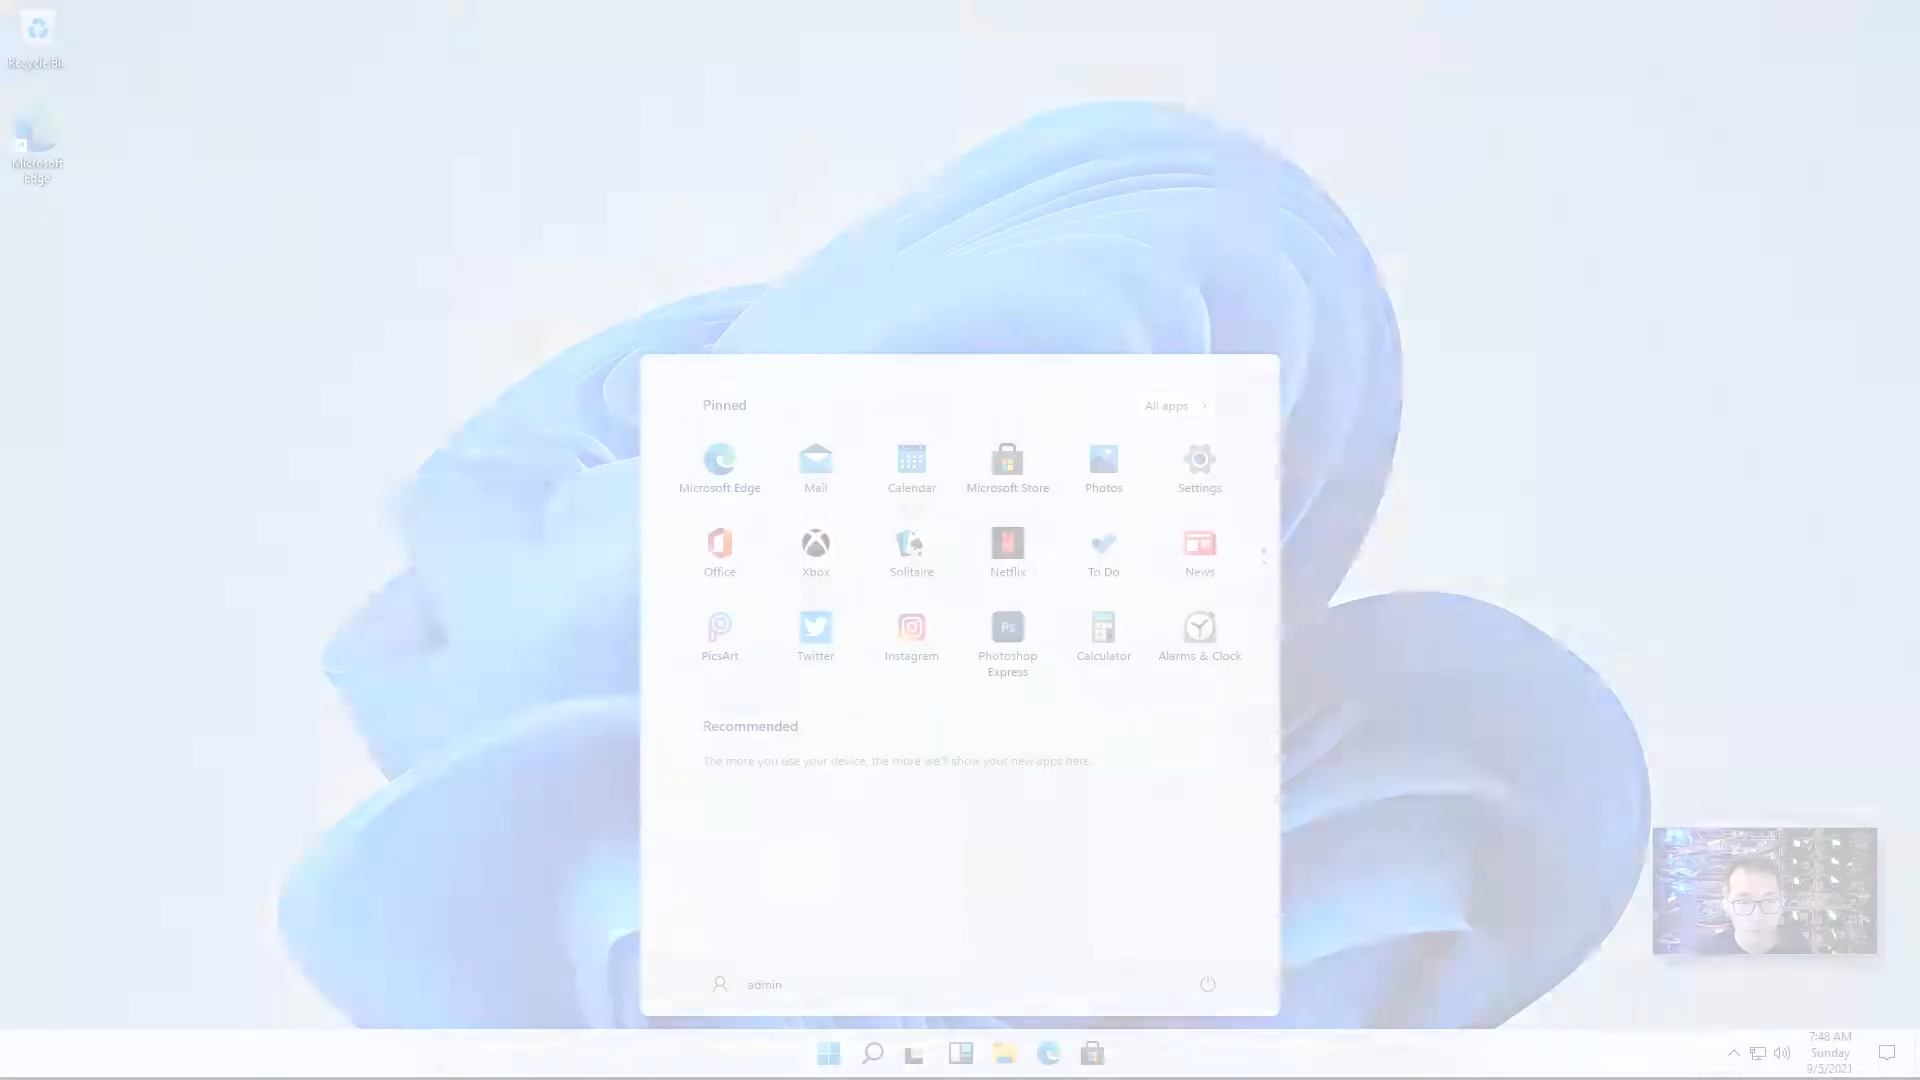 Recycle Bi..
Microsoft
Edge
Pinned
All apps
Microsoft Edge
Mail
Calendar
Microsoft Store
Photos
Settings
Office
Xbox
Solitaire
Netflix
To Do
News
PicsArt
Twitter
Instagram
Ps
Photoshop
Express
Calculator
Alarms & Clock
Recommended
The more you use your device, the more we'll show your new apps here.
admin
7:48 AM
Sunday
9/5/2021